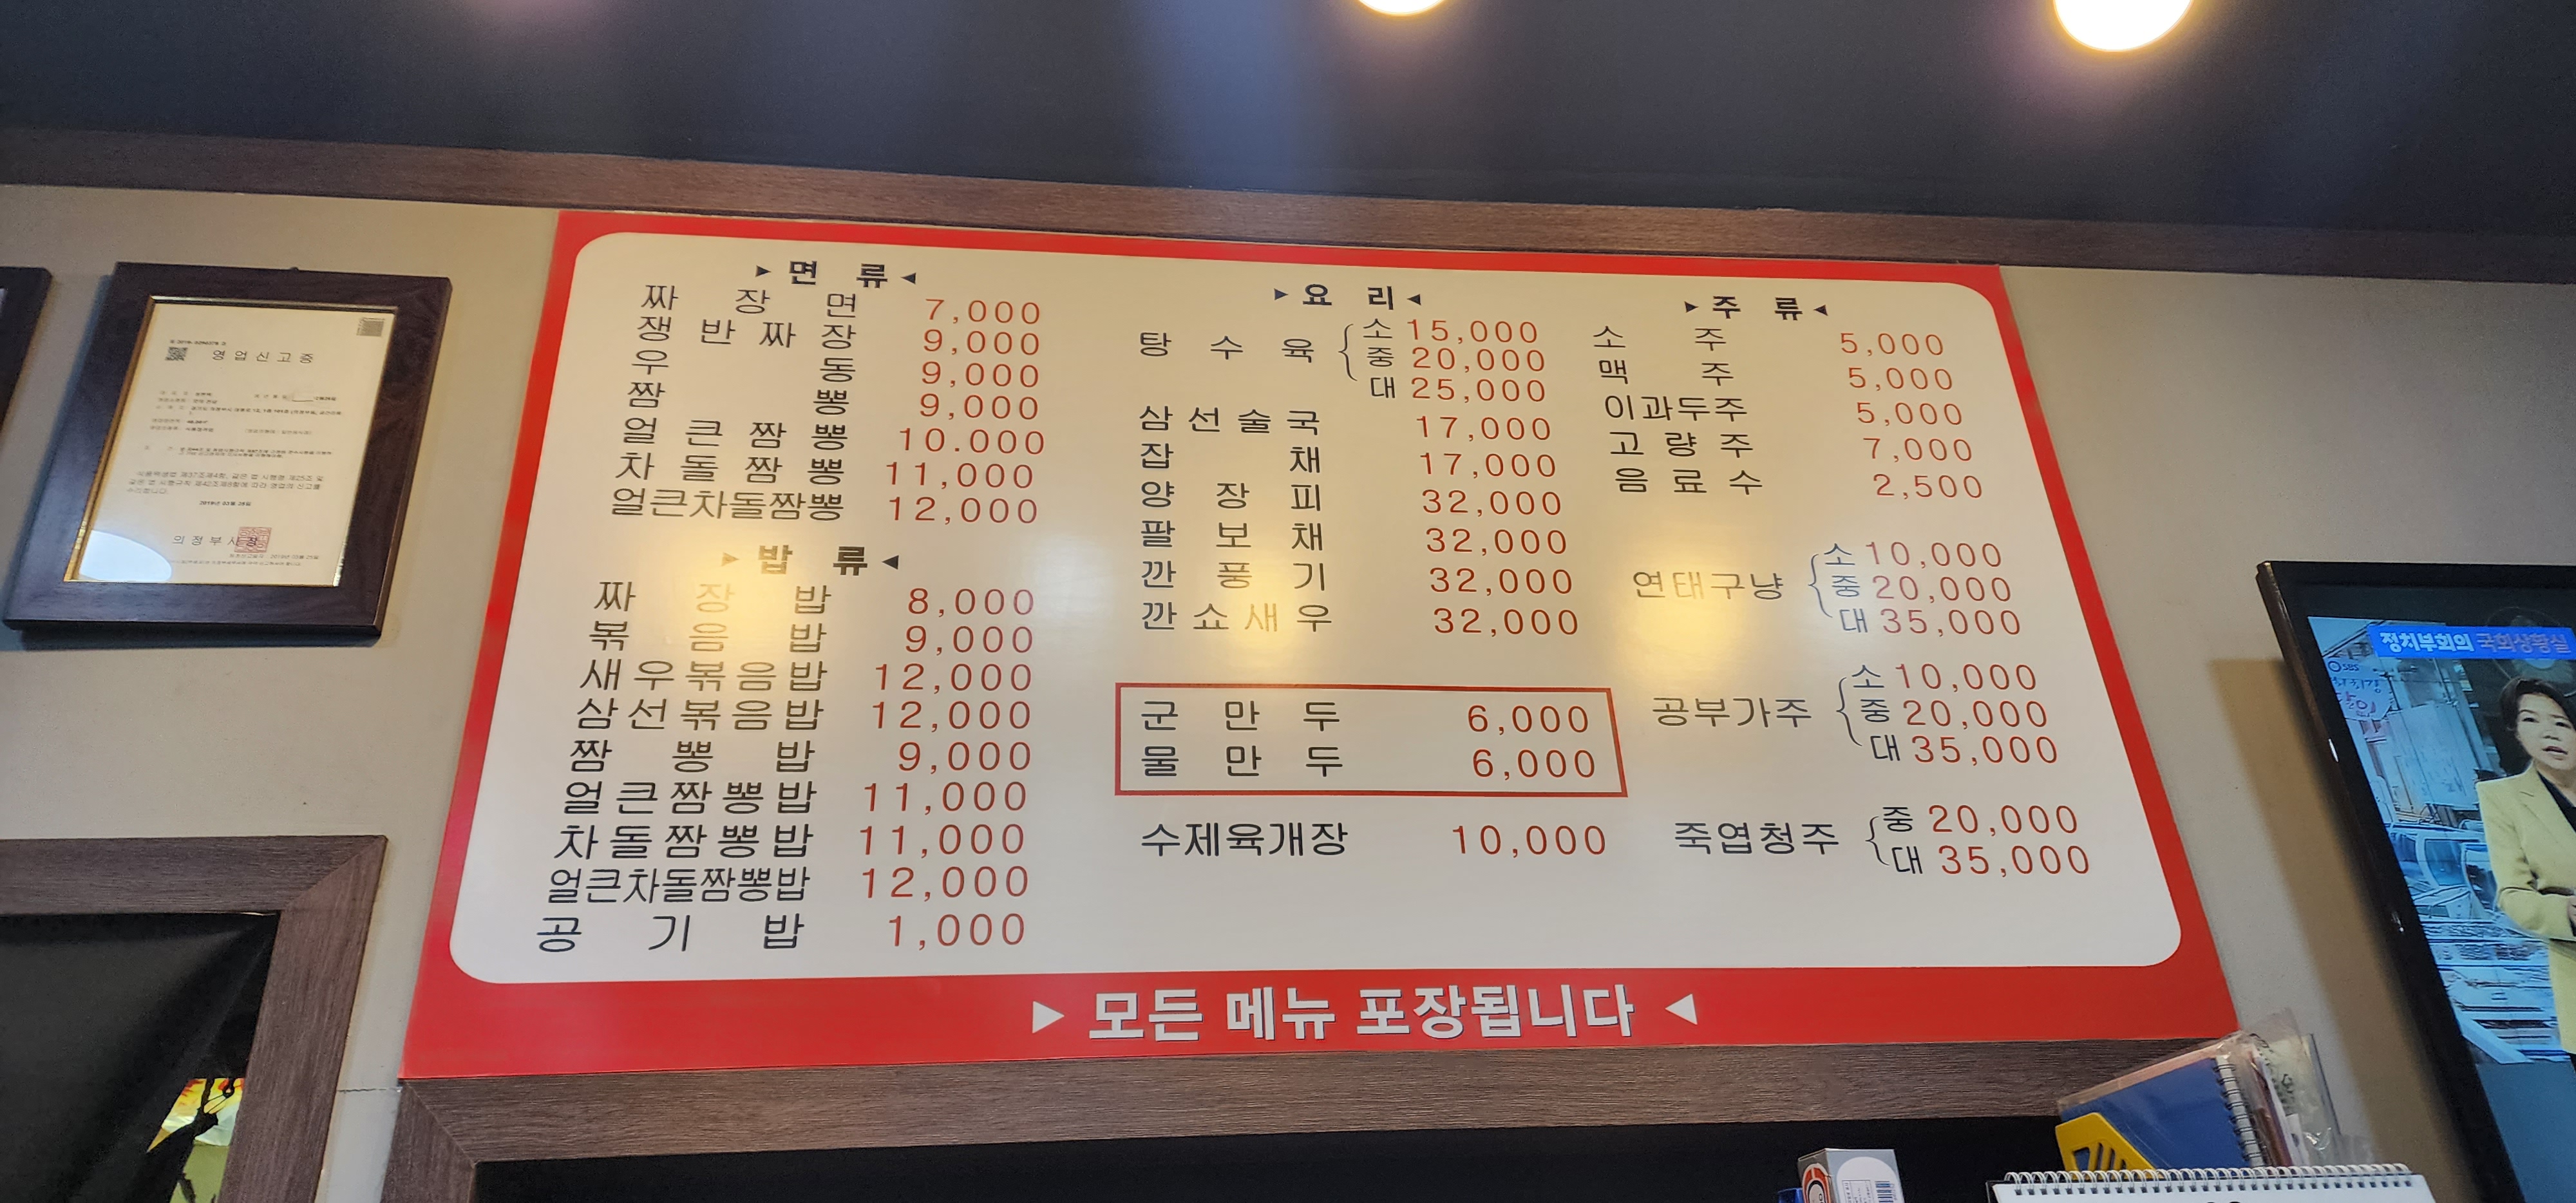 ▶면 류◀
짜 장 면 7,000
쟁 반 짜 장 9,000
우 동 9,000
짬 뽕 9,000
얼 큰 짬 뽕 10.000
차 돌 짬 뽕 11,000
얼큰차돌짬뽕 12,000
▶밥 류◀
짜 장 밥 8,000
볶 음 밥 9,000
새우볶음밥 12,000
삼선볶음밥 12,000
짬 뽕 밥 9,000
얼큰짬뽕밥 11,000
차돌짬뽕밥 11,000
얼큰차돌짬뽕밥 12,000
공 기 밥 1,000
▶요 리◀
탕 수 육 소 15,000
중 20,000
대 25,000
삼선술국 17,000
잡 채 17,000
양 장 피 32,000
팔 보 채 32,000
깐 풍 기 32,000
깐쇼새우 32,000
군 만 두 6,000
물 만 두 6,000
수제육개장 10,000
▶주 류◀
소 주 5,000
맥 주 5,000
이과두주 5,000
고 량 주 7,000
음 료 수 2,500
연태구냥 소 10,000
중 20,000
대 35,000
공부가주 소 10,000
중 20,000
대 35,000
죽엽청주 중 20,000
대 35,000
▶ 모든 메뉴 포장됩니다 ◀
영업신고증
의정부시장
정치부회의 국회상황실
SBS